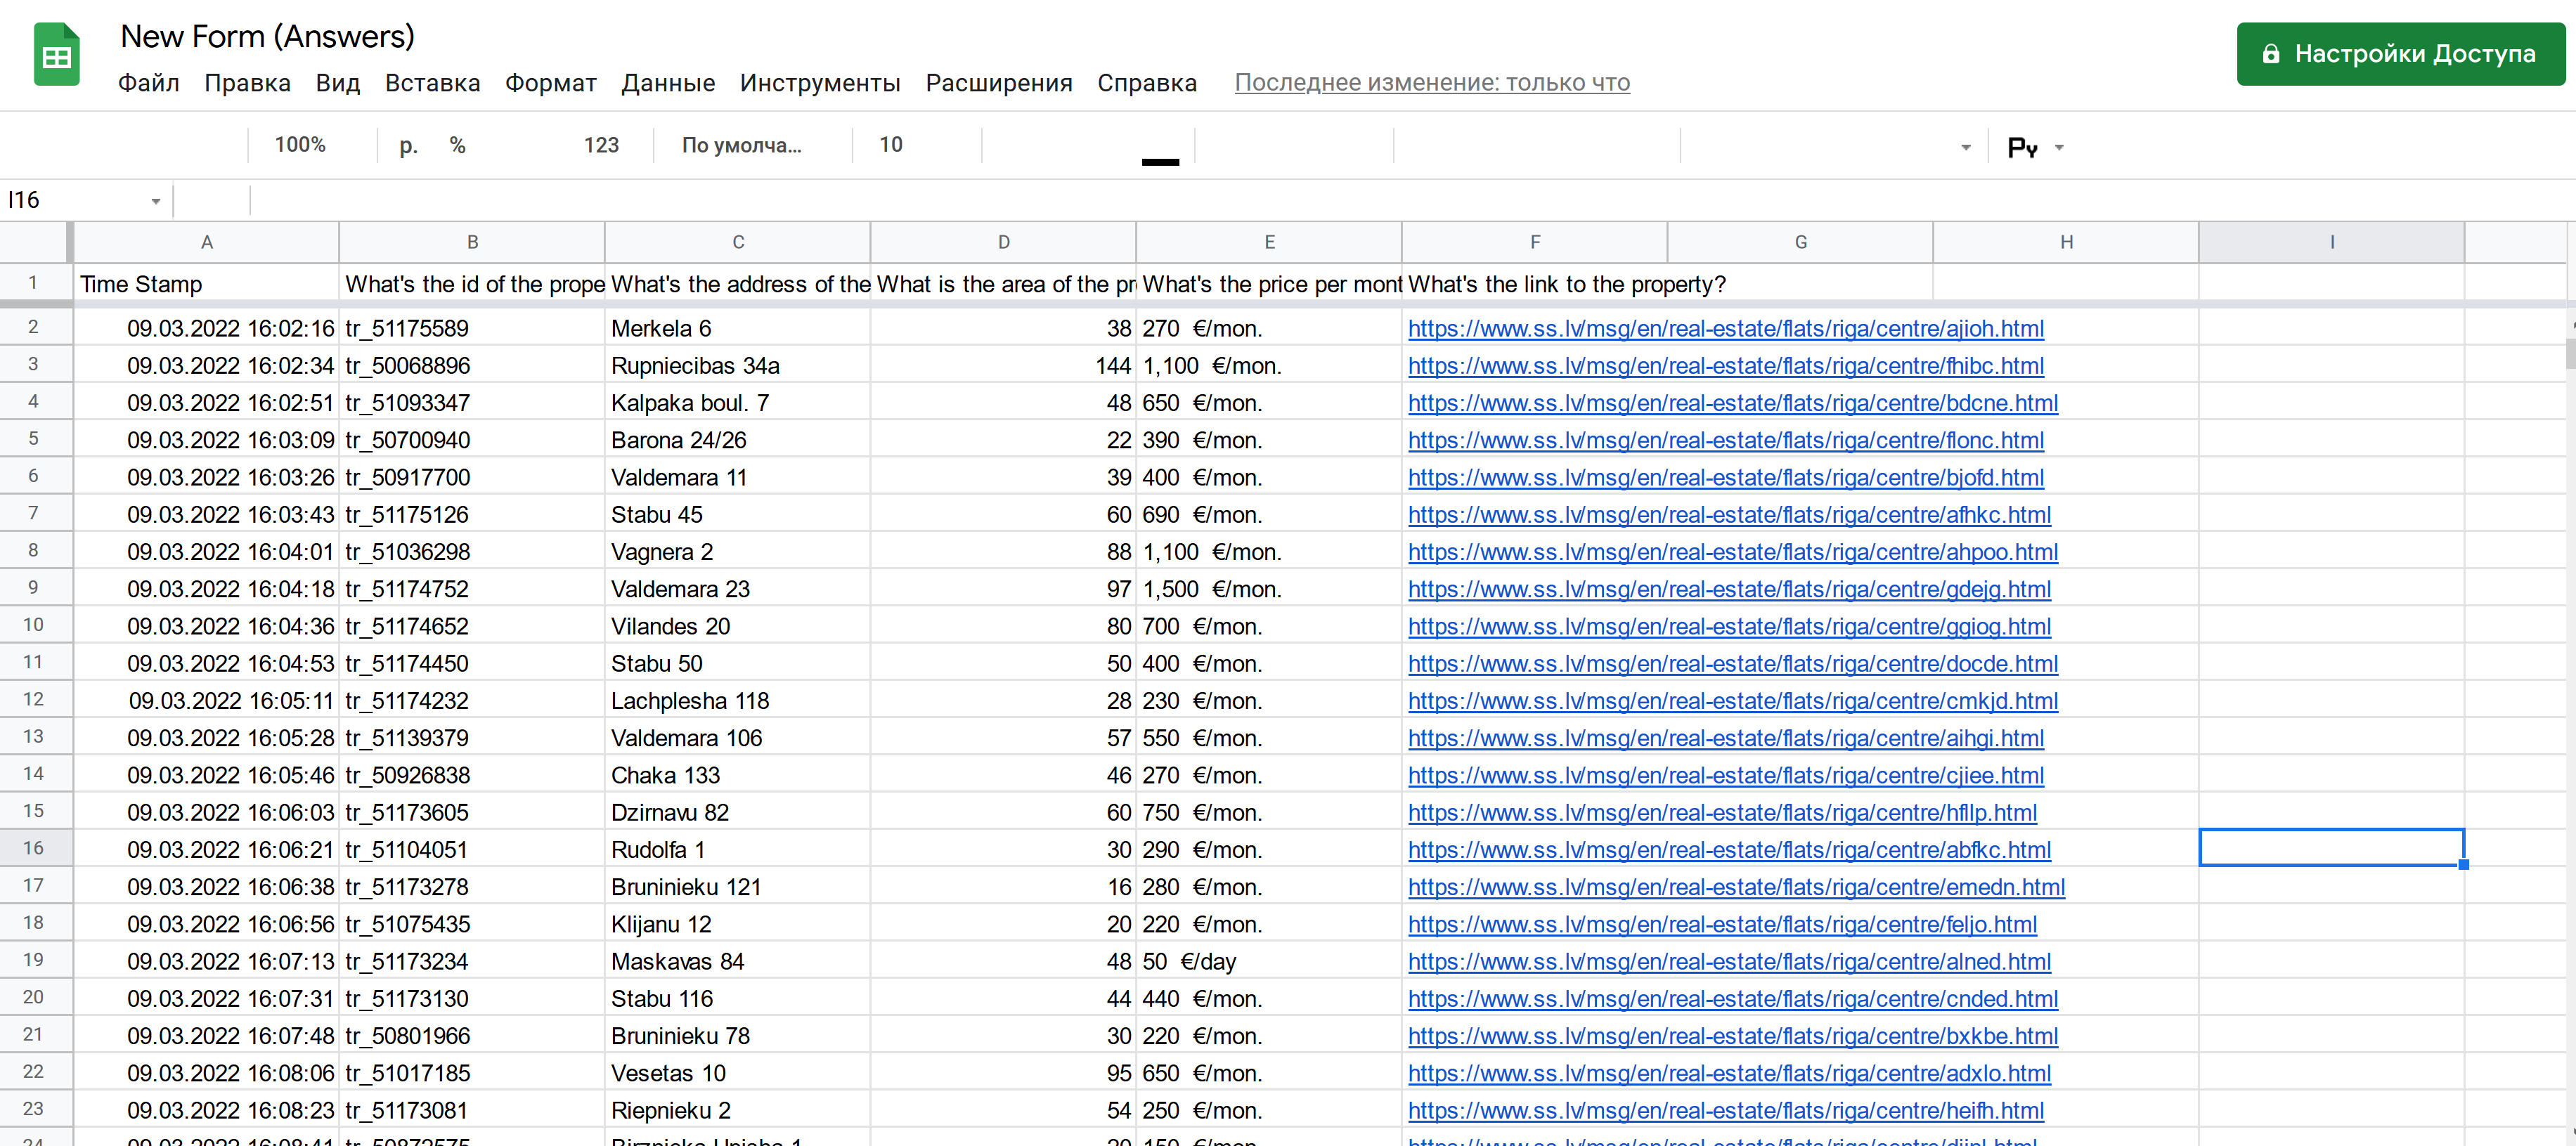 New Form (Answers)
Файл Правка Вид Вставка Формат Данные Инструменты Расширения Справка Последнее изменение: только что
Настройки Доступа
100% р. % 123 По умолча... 10 Ру
I16
A B C D E F G H I
1 Time Stamp What's the id of the prope What's the address of the What is the area of the pr What's the price per mont What's the link to the property?
2 09.03.2022 16:02:16 tr_51175589 Merkela 6 38 270 €/mon. https://www.ss.lv/msg/en/real-estate/flats/riga/centre/ajioh.html
3 09.03.2022 16:02:34 tr_50068896 Rupniecibas 34a 144 1,100 €/mon. https://www.ss.lv/msg/en/real-estate/flats/riga/centre/fhibc.html
4 09.03.2022 16:02:51 tr_51093347 Kalpaka boul. 7 48 650 €/mon. https://www.ss.lv/msg/en/real-estate/flats/riga/centre/bdcne.html
5 09.03.2022 16:03:09 tr_50700940 Barona 24/26 22 390 €/mon. https://www.ss.lv/msg/en/real-estate/flats/riga/centre/flonc.html
6 09.03.2022 16:03:26 tr_50917700 Valdemara 11 39 400 €/mon. https://www.ss.lv/msg/en/real-estate/flats/riga/centre/bjofd.html
7 09.03.2022 16:03:43 tr_51175126 Stabu 45 60 690 €/mon. https://www.ss.lv/msg/en/real-estate/flats/riga/centre/afhkc.html
8 09.03.2022 16:04:01 tr_51036298 Vagnera 2 88 1,100 €/mon. https://www.ss.lv/msg/en/real-estate/flats/riga/centre/ahpoo.html
9 09.03.2022 16:04:18 tr_51174752 Valdemara 23 97 1,500 €/mon. https://www.ss.lv/msg/en/real-estate/flats/riga/centre/gdejg.html
10 09.03.2022 16:04:36 tr_51174652 Vilandes 20 80 700 €/mon. https://www.ss.lv/msg/en/real-estate/flats/riga/centre/ggiog.html
11 09.03.2022 16:04:53 tr_51174450 Stabu 50 50 400 €/mon. https://www.ss.lv/msg/en/real-estate/flats/riga/centre/docde.html
12 09.03.2022 16:05:11 tr_51174232 Lachplesha 118 28 230 €/mon. https://www.ss.lv/msg/en/real-estate/flats/riga/centre/cmkjd.html
13 09.03.2022 16:05:28 tr_51139379 Valdemara 106 57 550 €/mon. https://www.ss.lv/msg/en/real-estate/flats/riga/centre/aihgi.html
14 09.03.2022 16:05:46 tr_50926838 Chaka 133 46 270 €/mon. https://www.ss.lv/msg/en/real-estate/flats/riga/centre/cjiee.html
15 09.03.2022 16:06:03 tr_51173605 Dzirnavu 82 60 750 €/mon. https://www.ss.lv/msg/en/real-estate/flats/riga/centre/hfllp.html
16 09.03.2022 16:06:21 tr_51104051 Rudolfa 1 30 290 €/mon. https://www.ss.lv/msg/en/real-estate/flats/riga/centre/abfkc.html
17 09.03.2022 16:06:38 tr_51173278 Bruninieku 121 16 280 €/mon. https://www.ss.lv/msg/en/real-estate/flats/riga/centre/emedn.html
18 09.03.2022 16:06:56 tr_51075435 Klijanu 12 20 220 €/mon. https://www.ss.lv/msg/en/real-estate/flats/riga/centre/feljo.html
19 09.03.2022 16:07:13 tr_51173234 Maskavas 84 48 50 €/day https://www.ss.lv/msg/en/real-estate/flats/riga/centre/alned.html
20 09.03.2022 16:07:31 tr_51173130 Stabu 116 44 440 €/mon. https://www.ss.lv/msg/en/real-estate/flats/riga/centre/cnded.html
21 09.03.2022 16:07:48 tr_50801966 Bruninieku 78 30 220 €/mon. https://www.ss.lv/msg/en/real-estate/flats/riga/centre/bxkbe.html
22 09.03.2022 16:08:06 tr_51017185 Vesetas 10 95 650 €/mon. https://www.ss.lv/msg/en/real-estate/flats/riga/centre/adxlo.html
23 09.03.2022 16:08:23 tr_51173081 Riepnieku 2 54 250 €/mon. https://www.ss.lv/msg/en/real-estate/flats/riga/centre/heifh.html